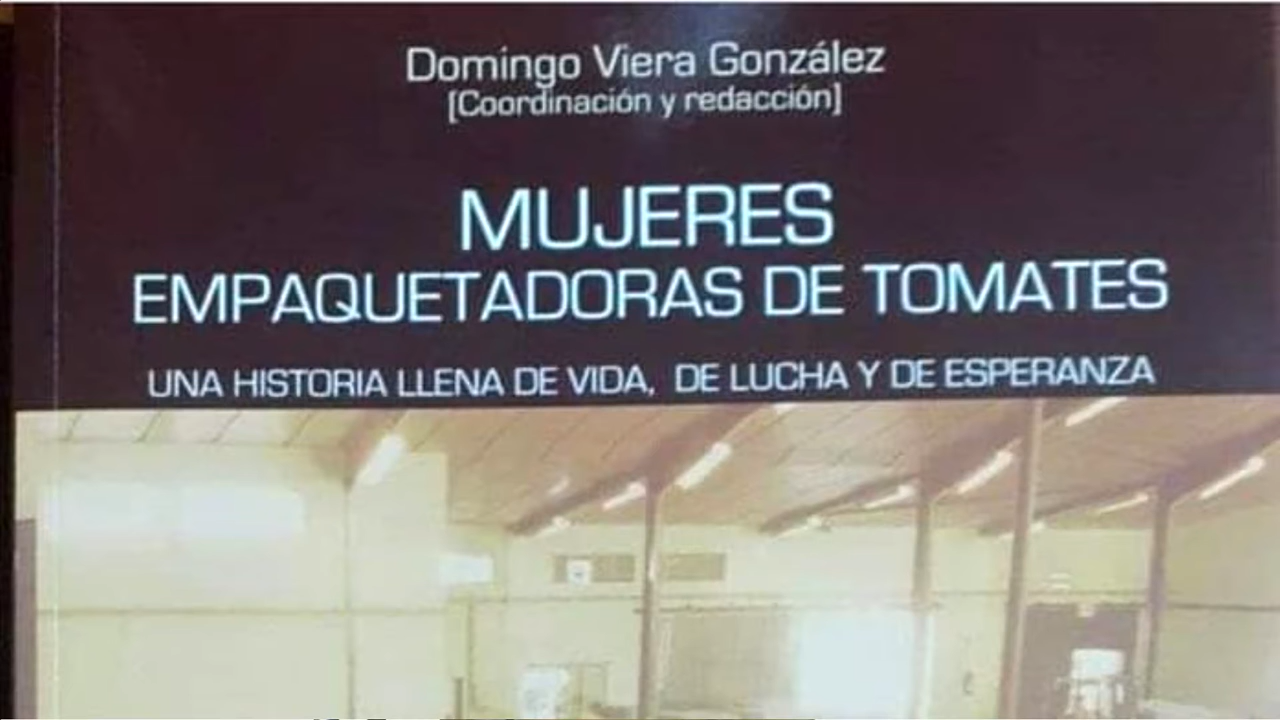 Domingo Viera González
[Coordinación y redacción]
MUJERES
EMPAQUETADORAS DE TOMATES
UNA HISTORIA LLENA DE VIDA, DE LUCHA Y DE ESPERANZA